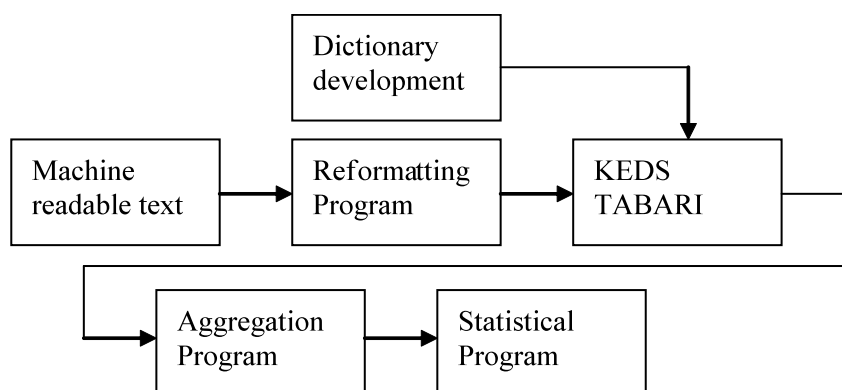 Dictionary
development
Machine
readable text
Reformatting
Program
KEDS
TABARI
Aggregation
Program
Statistical
Program